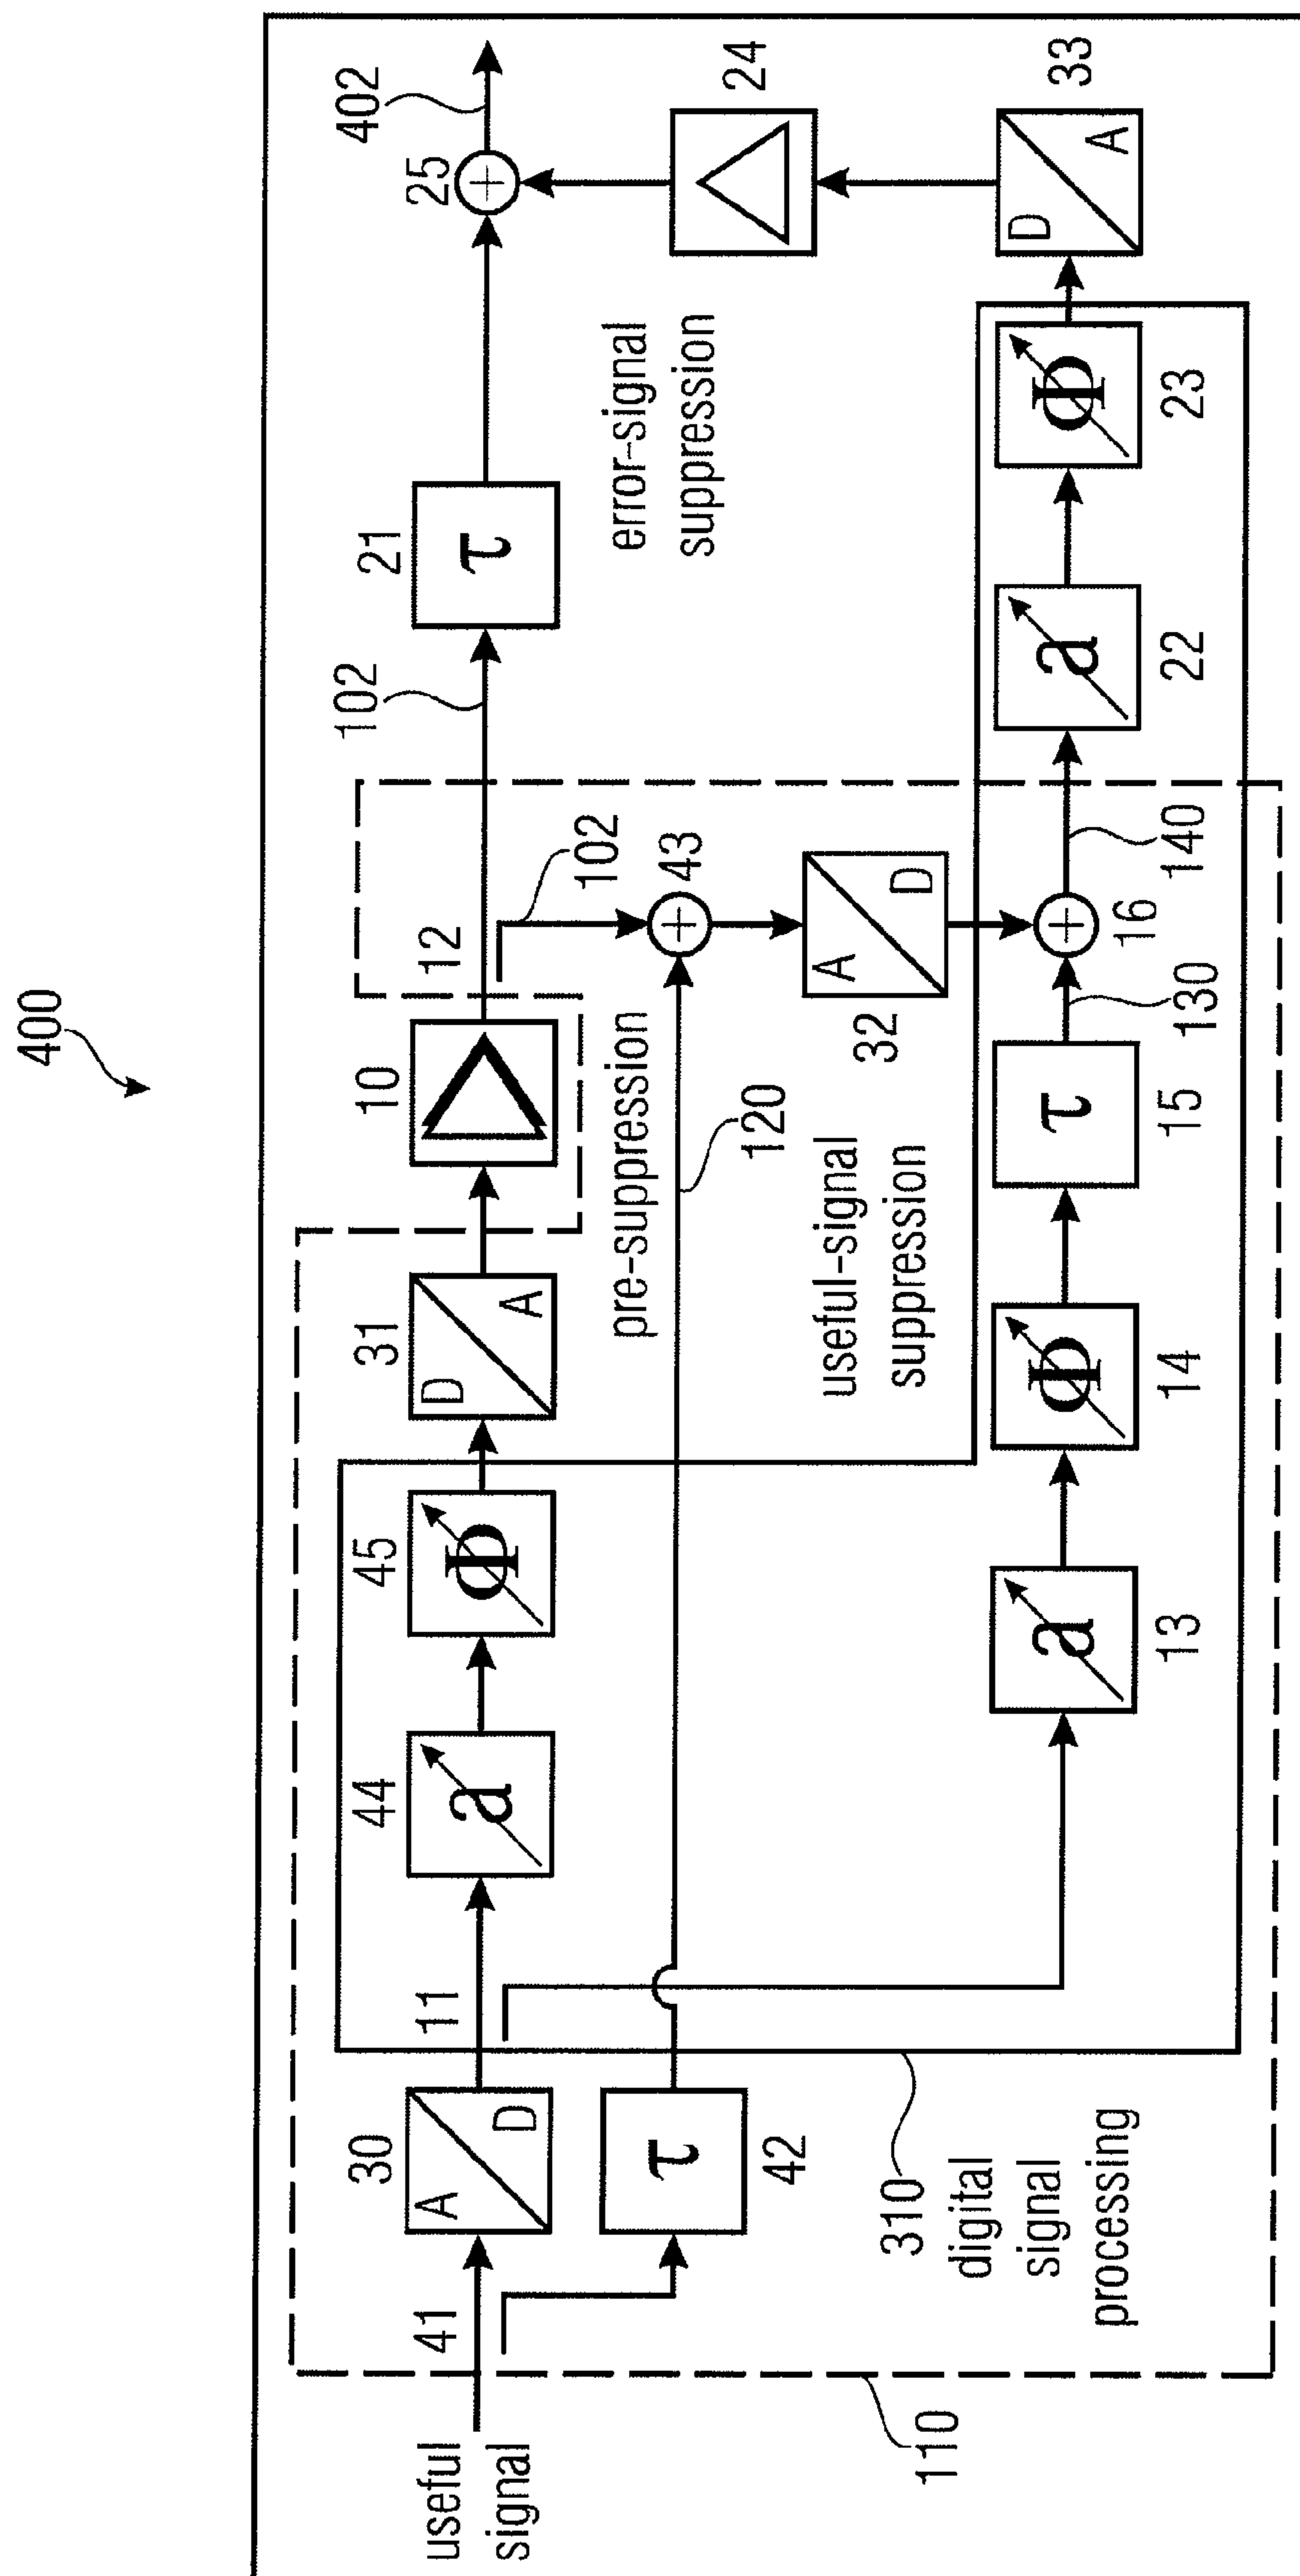 400
useful
signal
41
30
A
D
11
44
a
45
Φ
31
D
A
10
12
102
21
τ
25
402
42
τ
120
pre-suppression
102
43
error-signal
suppression
24
useful-signal
suppression
32
A
D
310
digital
signal
processing
13
a
14
Φ
15
τ
130
16
140
22
a
23
Φ
33
D
A
110